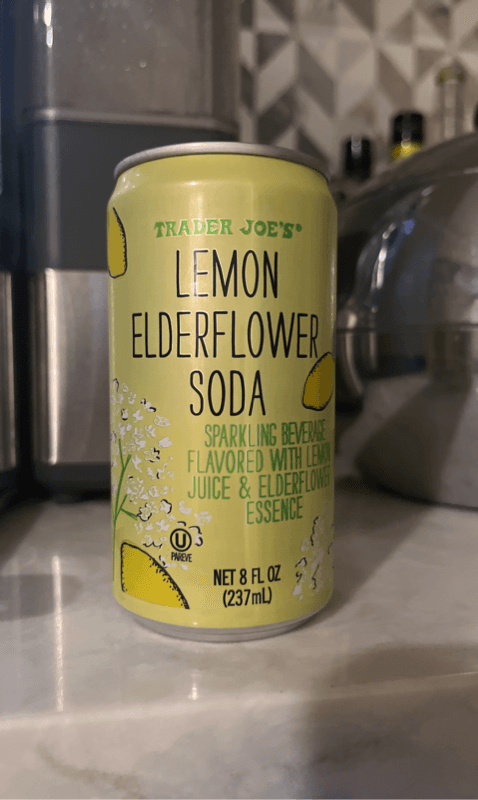 TRADER JOE'S®
LEMON
ELDERFLOWER
SODA
SPARKLING BEVERAGE
FLAVORED WITH LEMON
JUICE & ELDERFLOWER
ESSENCE
U
PAREVE
NET 8 FL OZ
(237mL)